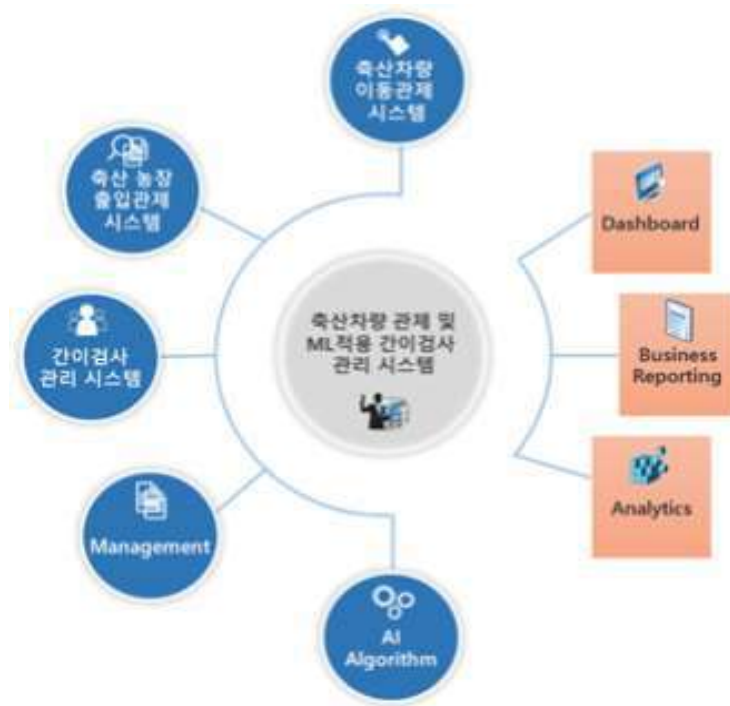 축산차량
이동관제
시스템
축산 농장
출입관제
시스템
간이검사
관리 시스템
Management
AI
Algorithm
축산차량 관제 및
ML적용 간이검사
관리 시스템
Dashboard
Business
Reporting
Analytics